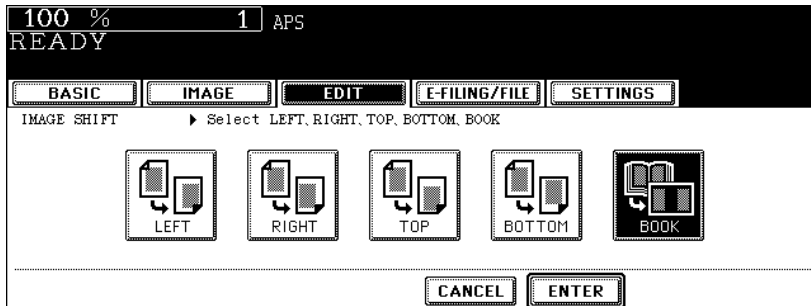 100 % 1 APS
READY
BASIC IMAGE EDIT E-FILING/FILE SETTINGS
IMAGE SHIFT ▶ Select LEFT, RIGHT, TOP, BOTTOM, BOOK
LEFT RIGHT TOP BOTTOM BOOK
CANCEL ENTER